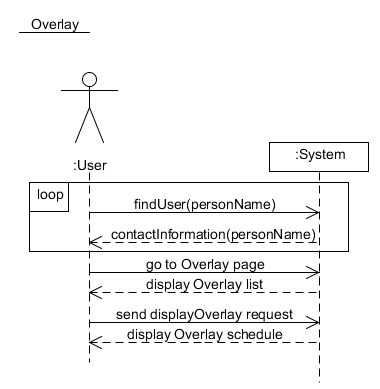 Overlay
:User
:System
loop
findUser(personName)
contactInformation(personName)
go to Overlay page
display Overlay list
send displayOverlay request
display Overlay schedule